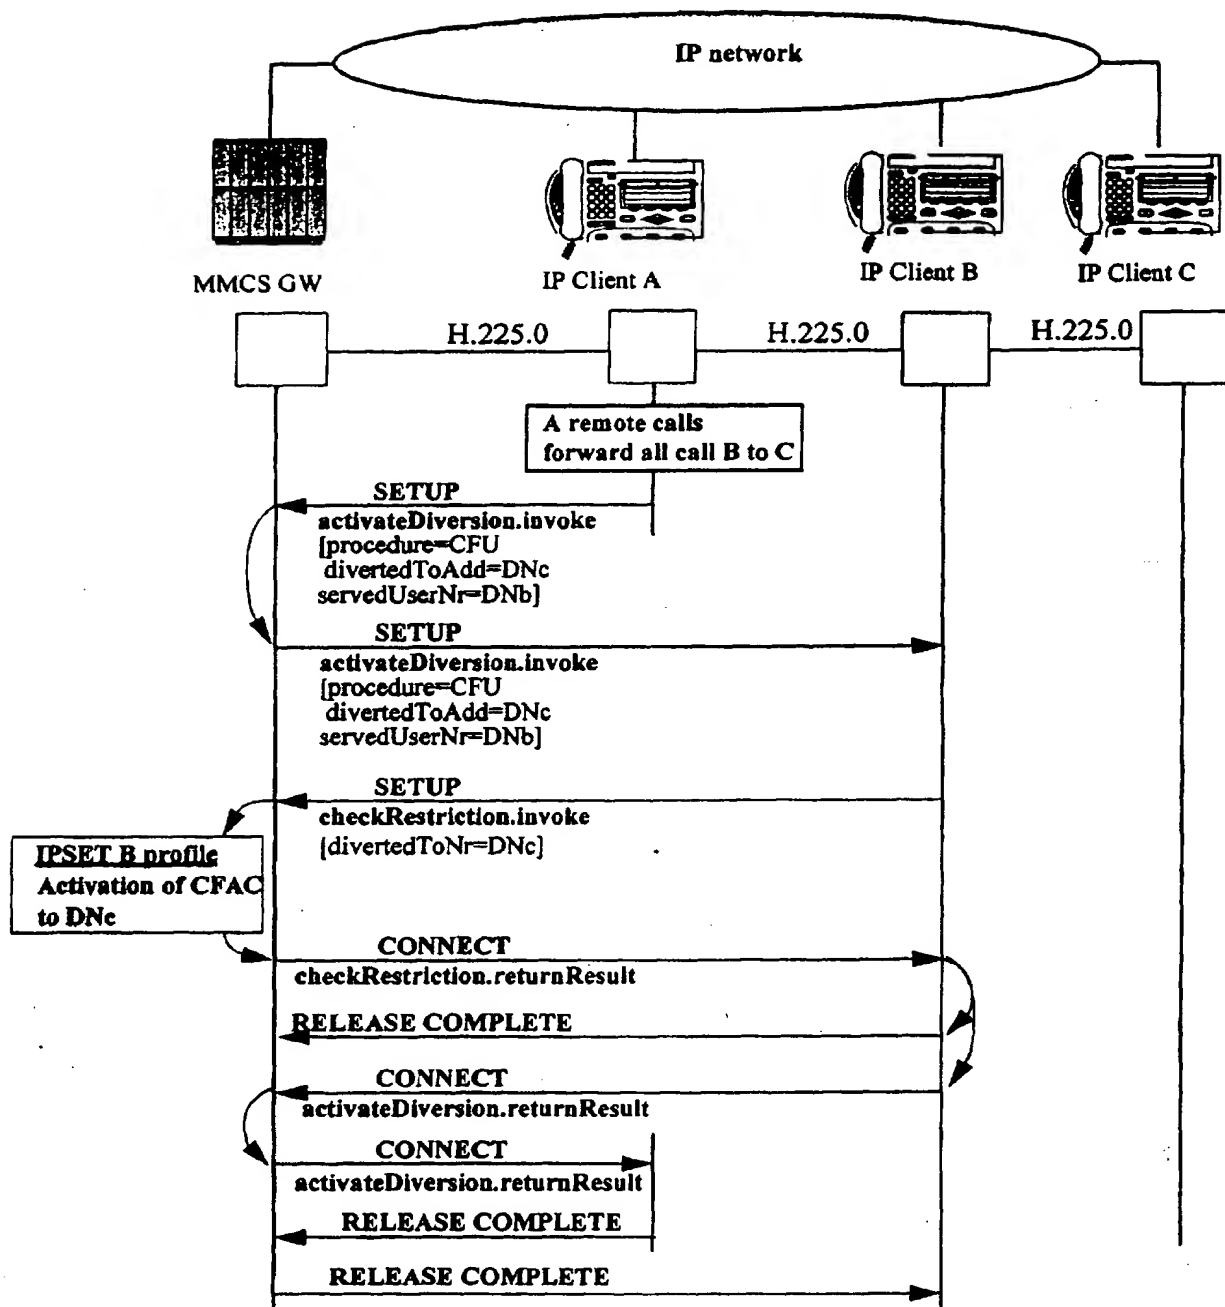 IP network
MMCS GW
IP Client A
IP Client B
IP Client C
H.225.0
H.225.0
H.225.0
A remote calls
forward all call B to C
SETUP
activateDiversion.invoke
[procedure=CFU
divertedToAdd=DNc
servedUserNr=DNb]
SETUP
activateDiversion.invoke
[procedure=CFU
divertedToAdd=DNc
servedUserNr=DNb]
SETUP
checkRestriction.invoke
[divertedToNr=DNc]
IPSET B profile
Activation of CFAC
to DNc
CONNECT
checkRestriction.returnResult
RELEASE COMPLETE
CONNECT
activateDiversion.returnResult
CONNECT
activateDiversion.returnResult
RELEASE COMPLETE
RELEASE COMPLETE